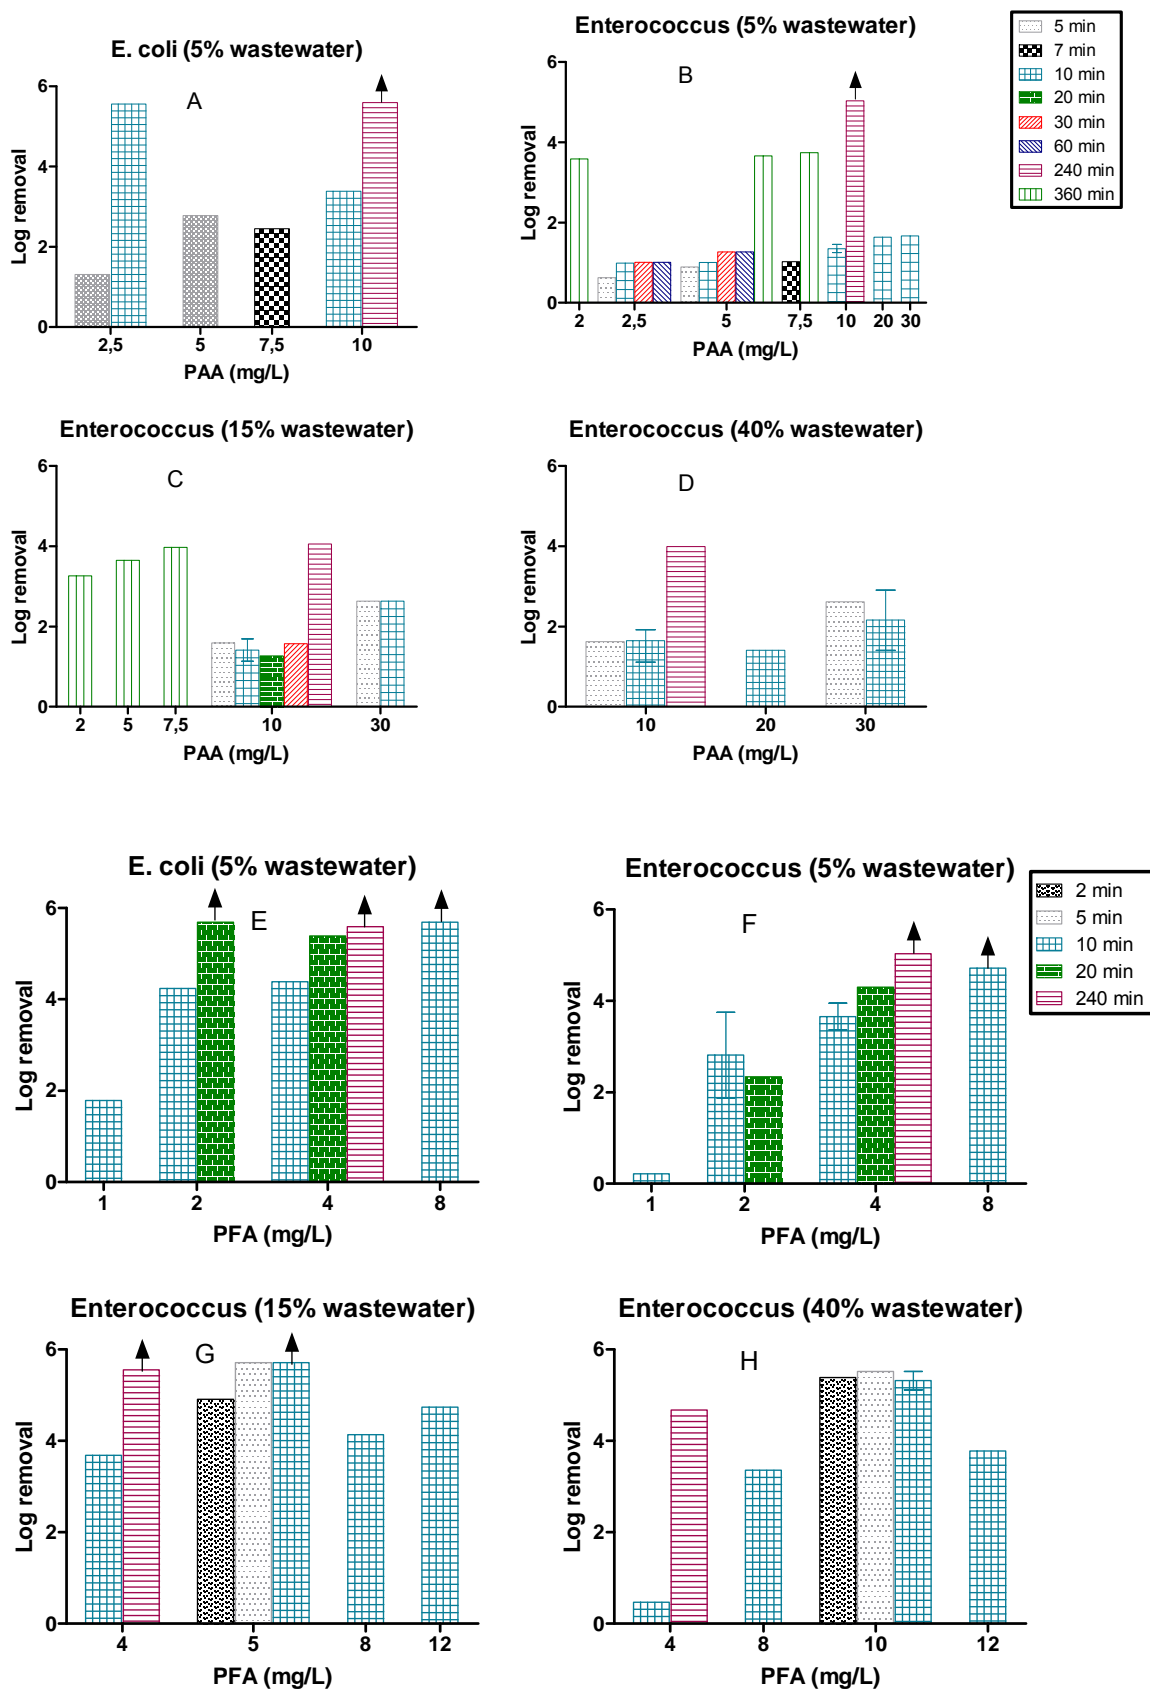 E. coli (5% wastewater)
A
Log removal
6
4
2
0
2,5 5 7,5 10
PAA (mg/L)
Enterococcus (5% wastewater)
B
Log removal
6
4
2
0
2 2,5 5 7,5 10 20 30
PAA (mg/L)
5 min
7 min
10 min
20 min
30 min
60 min
240 min
360 min
Enterococcus (15% wastewater)
C
Log removal
6
4
2
0
2 5 7,5 10 30
PAA (mg/L)
Enterococcus (40% wastewater)
D
Log removal
6
4
2
0
10 20 30
PAA (mg/L)
E. coli (5% wastewater)
E
Log removal
6
4
2
0
1 2 4 8
PFA (mg/L)
Enterococcus (5% wastewater)
F
Log removal
6
4
2
0
1 2 4 8
PFA (mg/L)
2 min
5 min
10 min
20 min
240 min
Enterococcus (15% wastewater)
G
Log removal
6
4
2
0
4 5 8 12
PFA (mg/L)
Enterococcus (40% wastewater)
H
Log removal
6
4
2
0
4 8 10 12
PFA (mg/L)